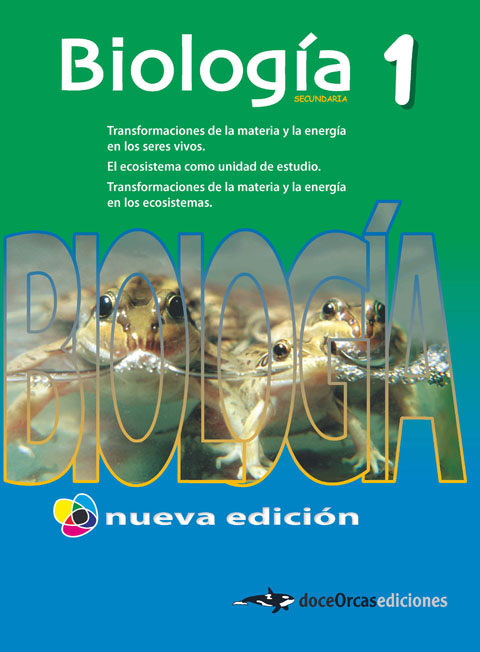 Biología 1
SECUNDARIA
Transformaciones de la materia y la energía
en los seres vivos.
El ecosistema como unidad de estudio.
Transformaciones de la materia y la energía
en los ecosistemas.
BIOLOGÍA
nueva edición
doceOrcasediciones